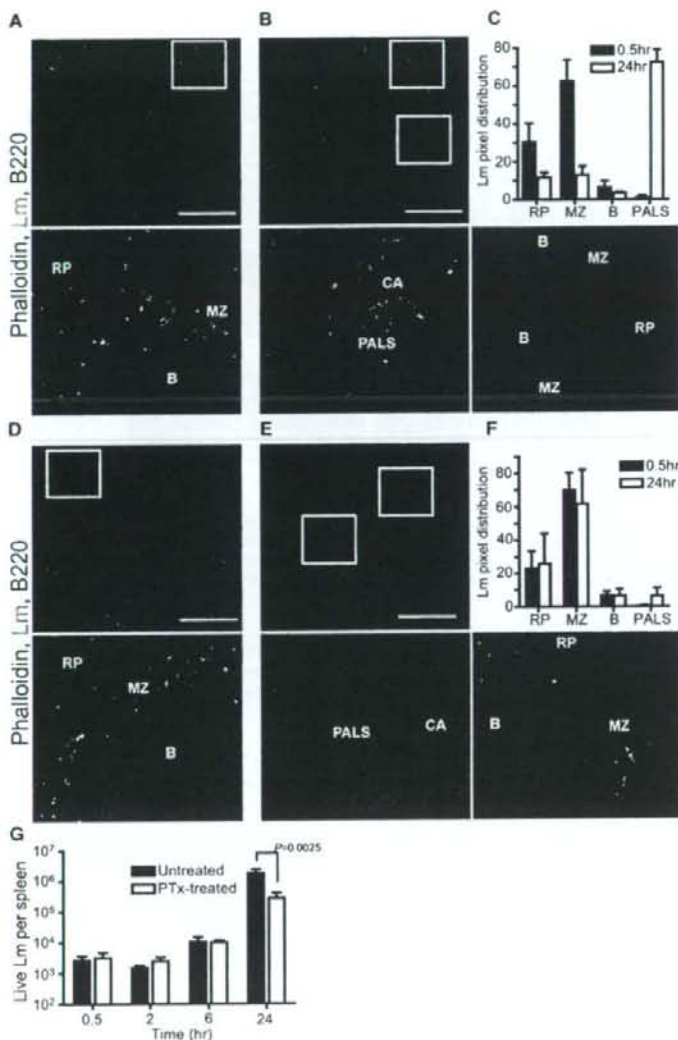 A
B
C
Phalloidin, Lm, B220
Lm pixel distribution
80
60
40
20
0.5hr
24hr
RP MZ B PALS
RP
MZ
B
CA
PALS
B
MZ
B
RP
MZ
D
E
F
Phalloidin, Lm, B220
Lm pixel distribution
80
60
40
20
0.5hr
24hr
RP MZ B PALS
RP
MZ
B
PALS
CA
RP
B
MZ
G
Live Lm per spleen
10⁷
10⁶
10⁵
10⁴
10³
10²
Untreated
PTx-treated
P=0.0025
0.5 2 6 24
Time (hr)